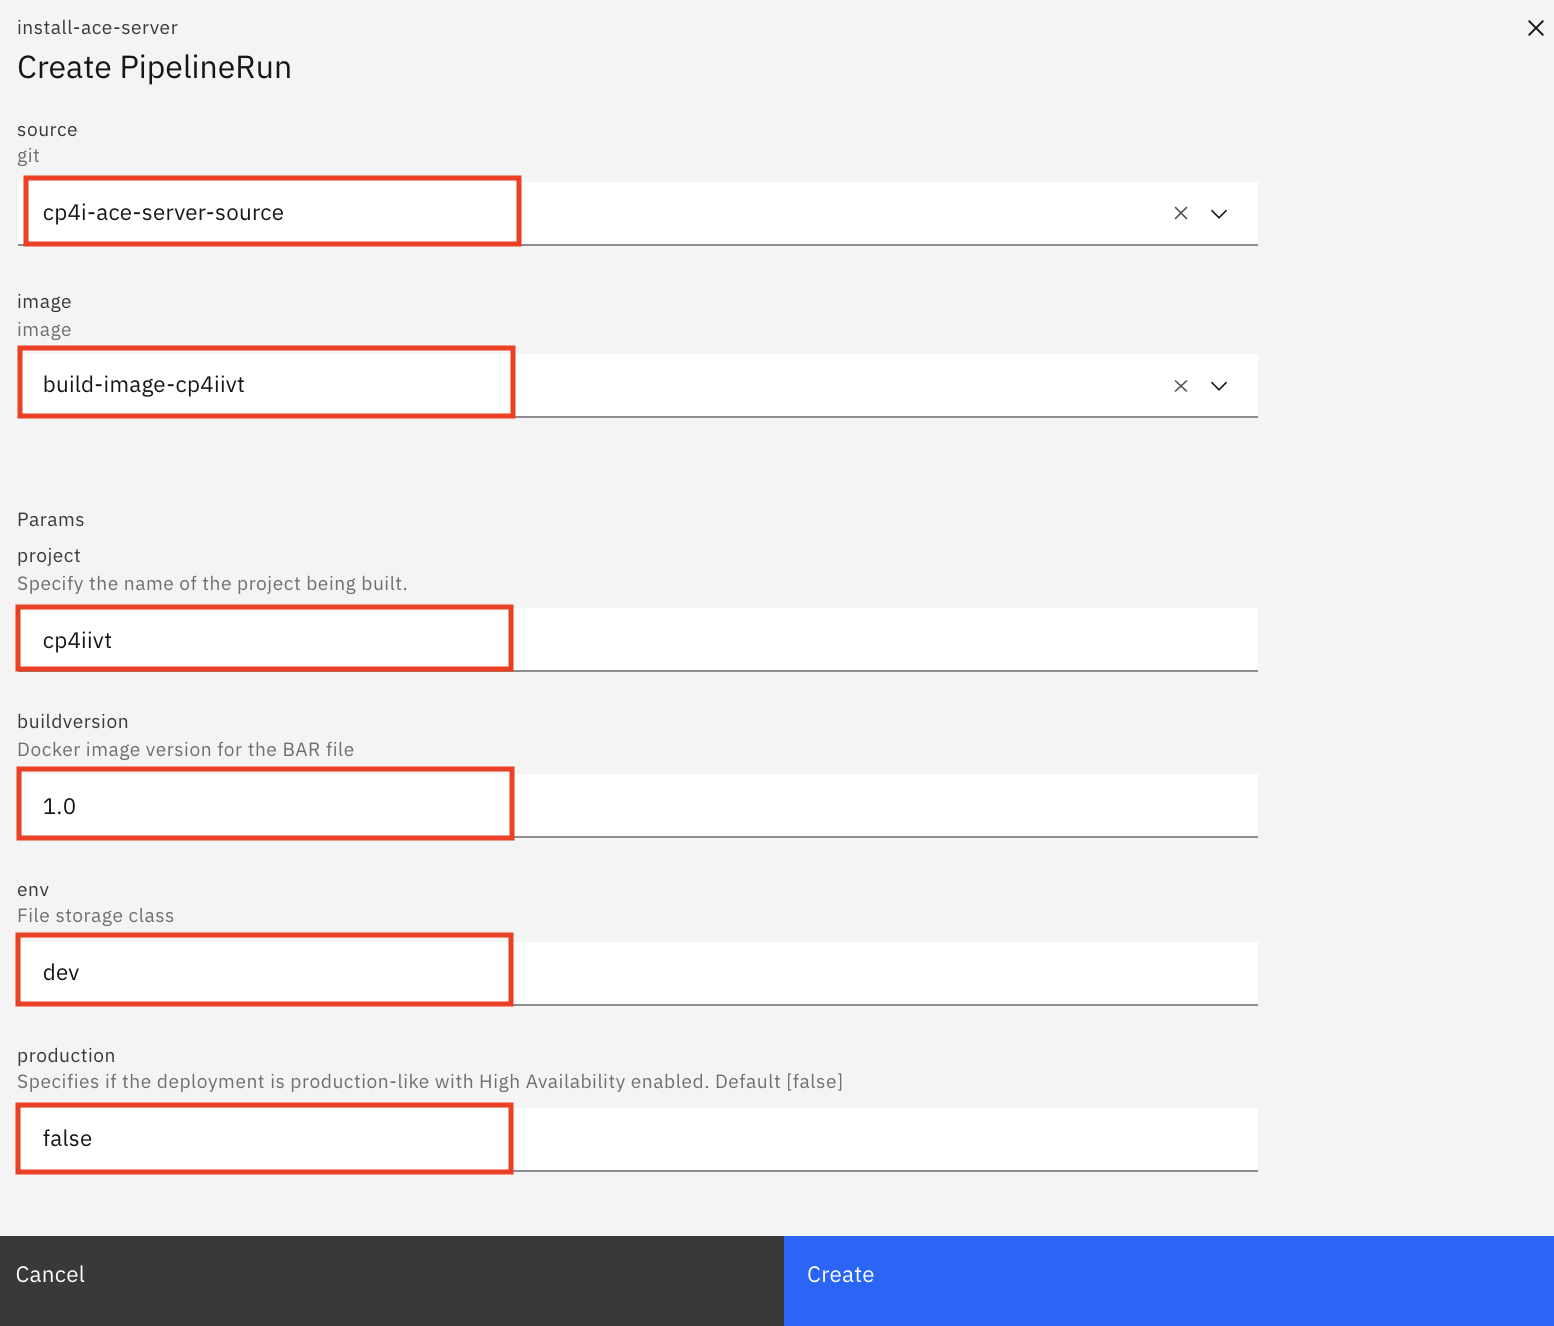 install-ace-server
Create PipelineRun
source
git
cp4i-ace-server-source
image
image
build-image-cp4iivt
Params
project
Specify the name of the project being built.
cp4iivt
buildversion
Docker image version for the BAR file
1.0
env
File storage class
dev
production
Specifies if the deployment is production-like with High Availability enabled. Default [false]
false
Cancel
Create